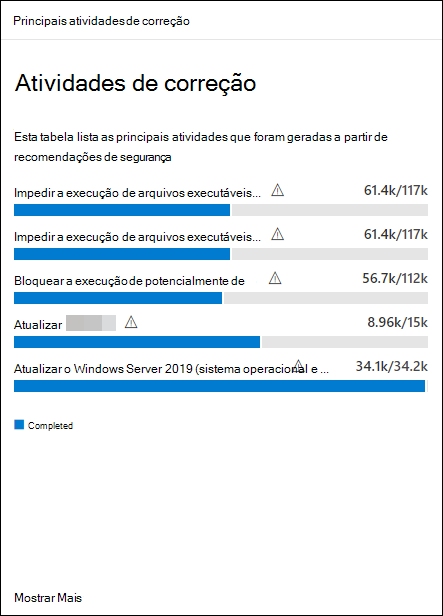 Principais atividades de correção
Atividades de correção
Esta tabela lista as principais atividades que foram geradas a partir de
recomendações de segurança
Impedir a execução de arquivos executáveis... 61.4k/117k
Impedir a execução de arquivos executáveis... 61.4k/117k
Bloquear a execução de potencialmente de 56.7k/112k
Atualizar 8.96k/15k
Atualizar o Windows Server 2019 (sistema operacional e ... 34.1k/34.2k
Completed
Mostrar Mais